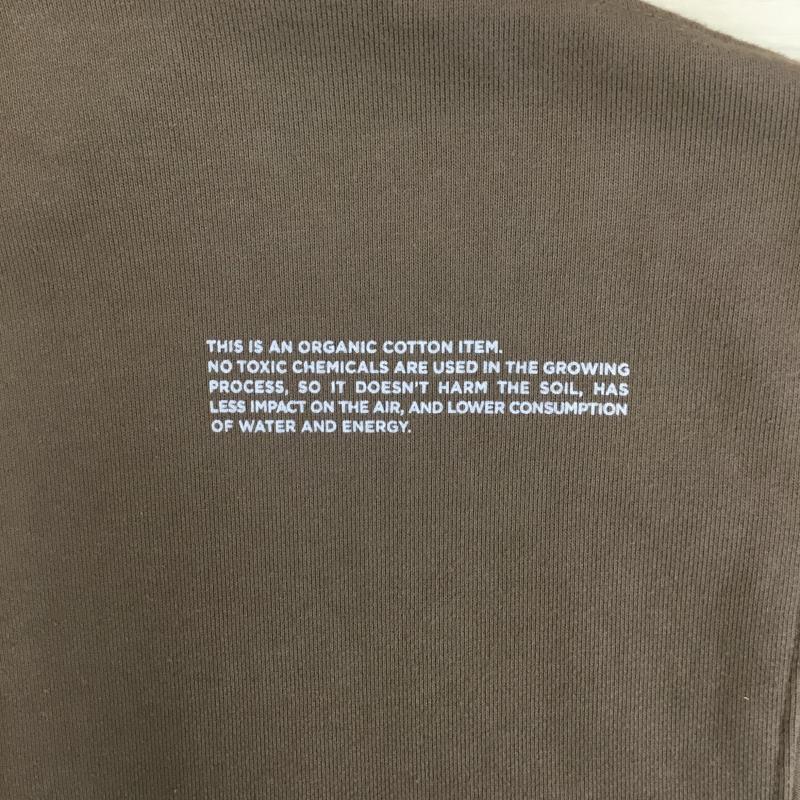 THIS IS AN ORGANIC COTTON ITEM.
NO TOXIC CHEMICALS ARE USED IN THE GROWING
PROCESS, SO IT DOESN'T HARM THE SOIL, HAS
LESS IMPACT ON THE AIR, AND LOWER CONSUMPTION
OF WATER AND ENERGY.